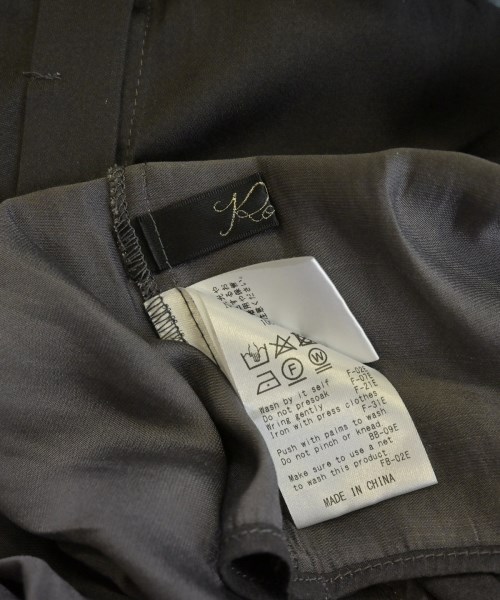 Wash by it self F-02E
Do not presoak F-07E
Wring gently F-21E
Iron with press clothes
F-31E
Push with palms to wash
Do not pinch or knead
BB-09E
Make sure to use a net
to wash this product
FB-02E
MADE IN CHINA